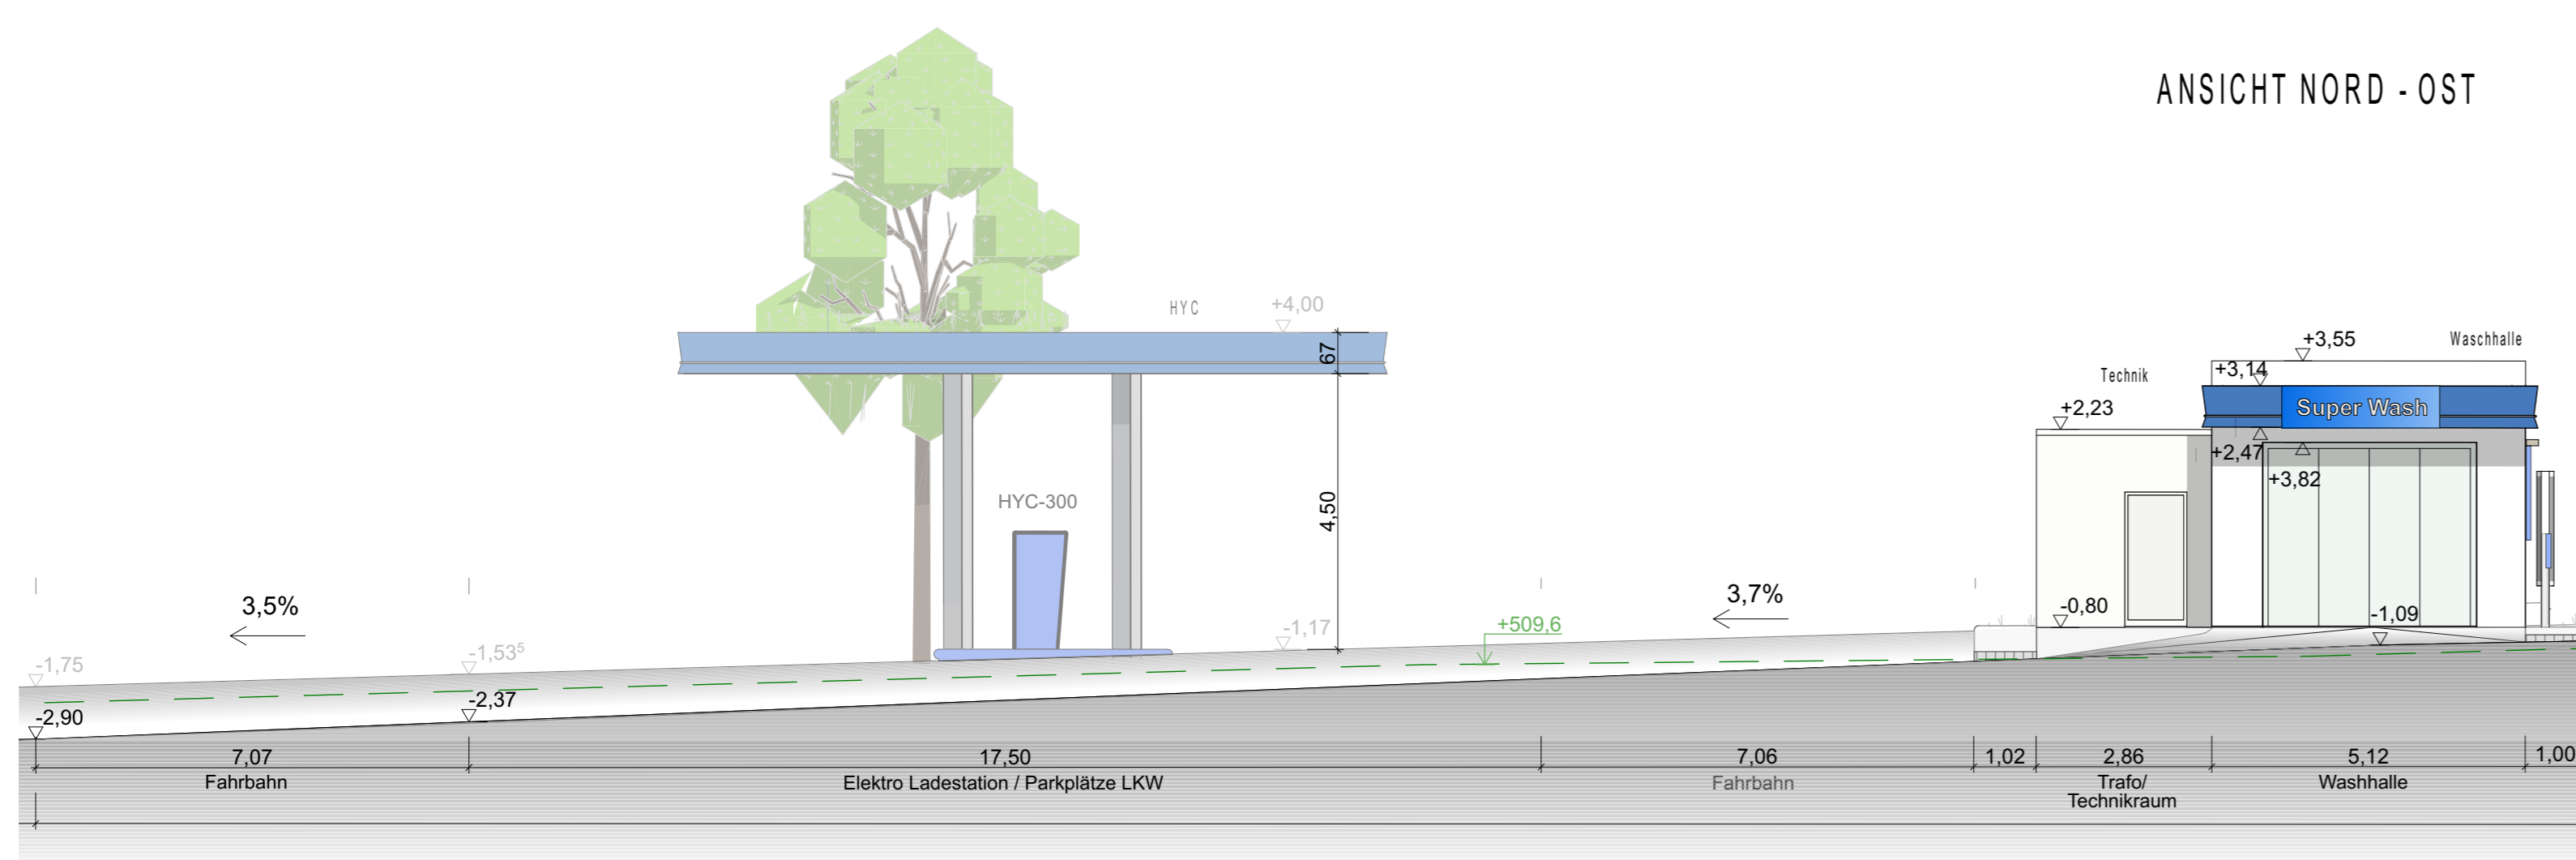 ANSICHT NORD - OST
HYC
+4,00
67
4,50
HYC-300
Technik
Waschhalle
+3,55
+3,14
Super Wash
+2,23
+2,47
+3,82
-0,80
-1,09
3,5%
3,7%
+509,6
-1,17
-1,75
-1,53⁵
-2,90
-2,37
7,07
17,50
7,06
1,02
2,86
5,12
1,00
Fahrbahn
Elektro Ladestation / Parkplätze LKW
Fahrbahn
Trafo/
Technikraum
Washhalle